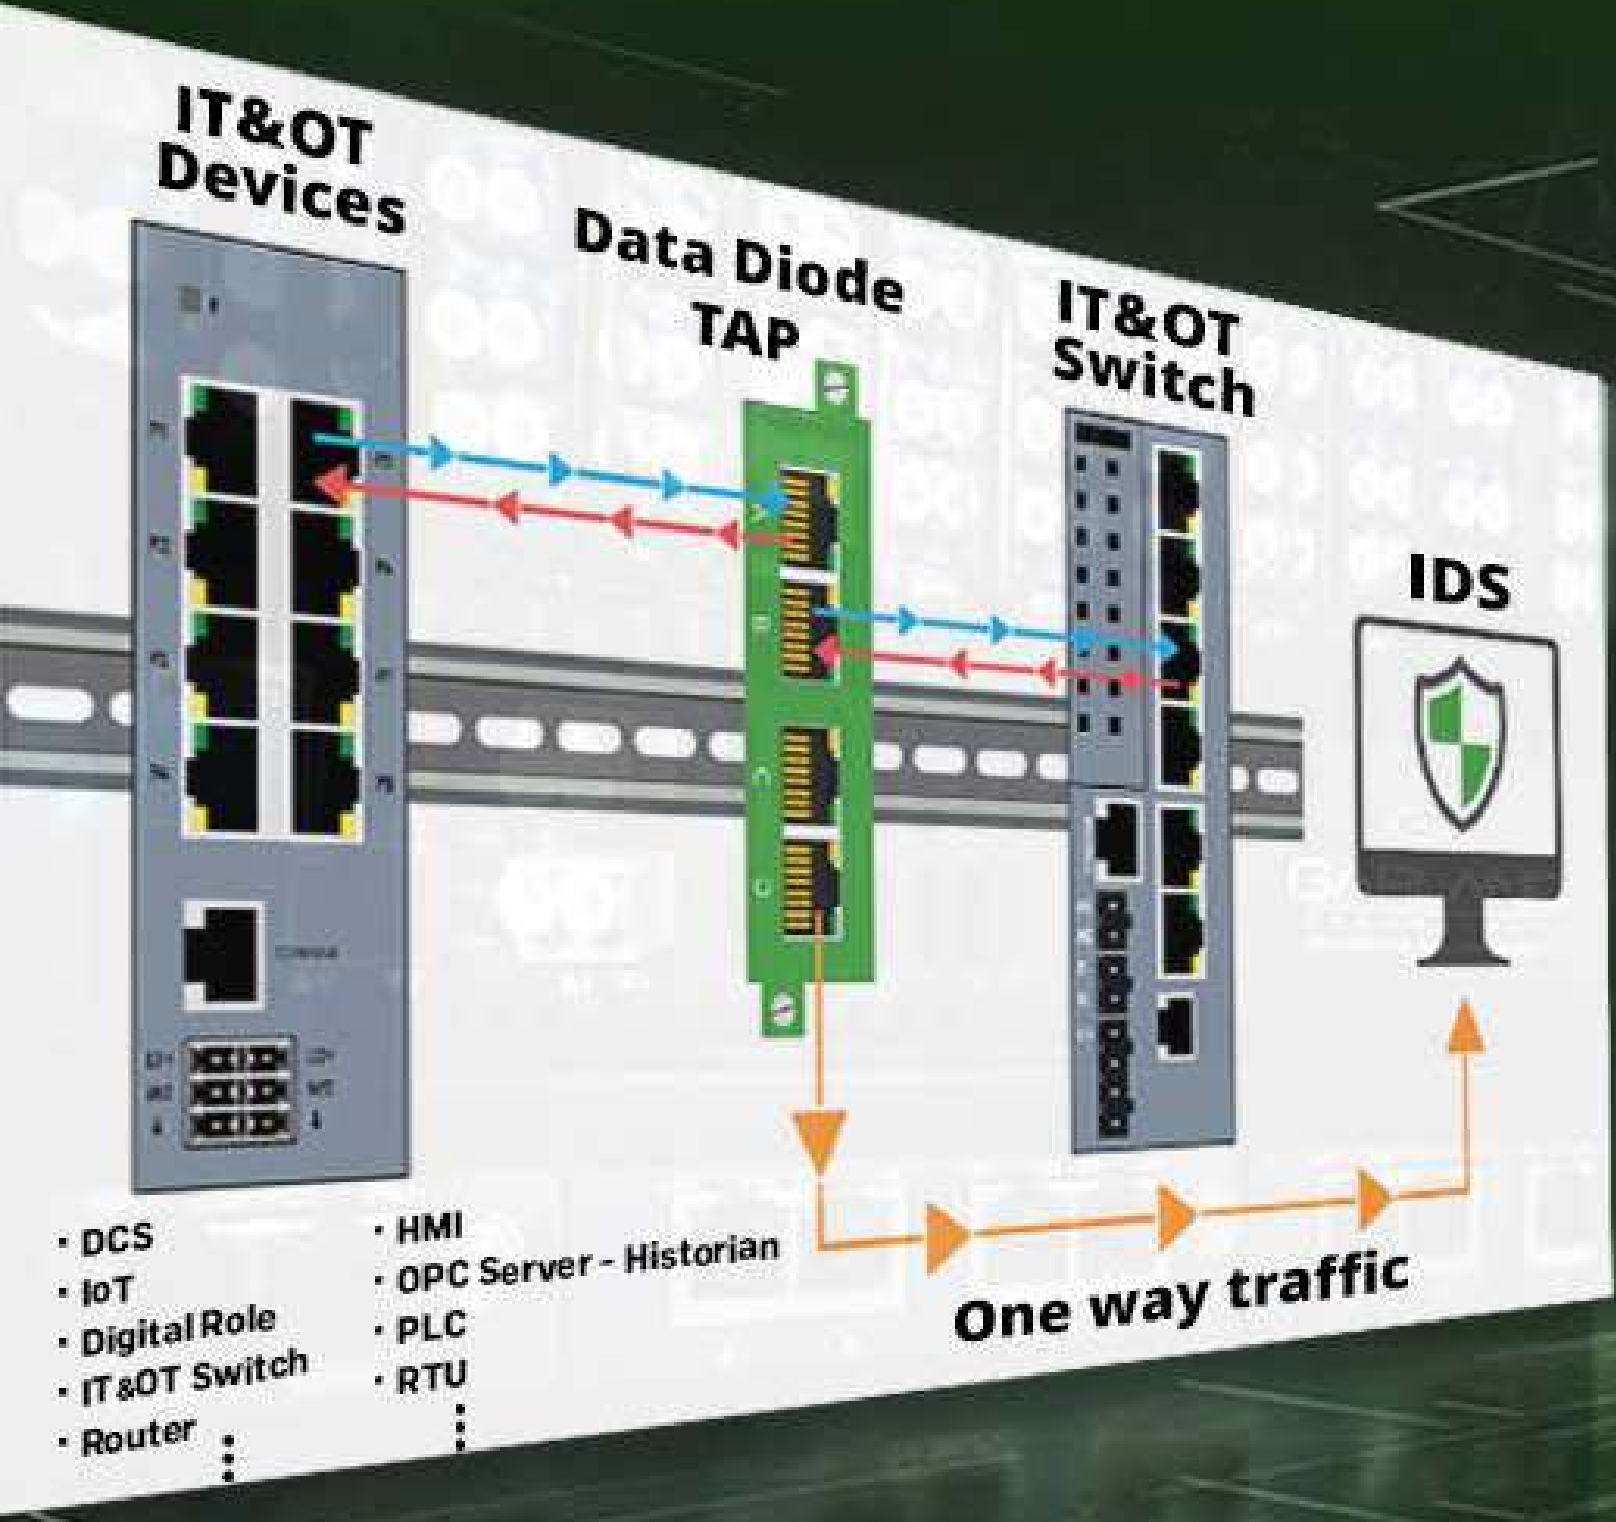 IT&OT
Devices
Data Diode
TAP
IT&OT
Switch
IDS
A
B
C
D
One way traffic
· DCS
· IoT
· Digital Role
· IT&OT Switch
· Router
· HMI
· OPC Server - Historian
· PLC
· RTU